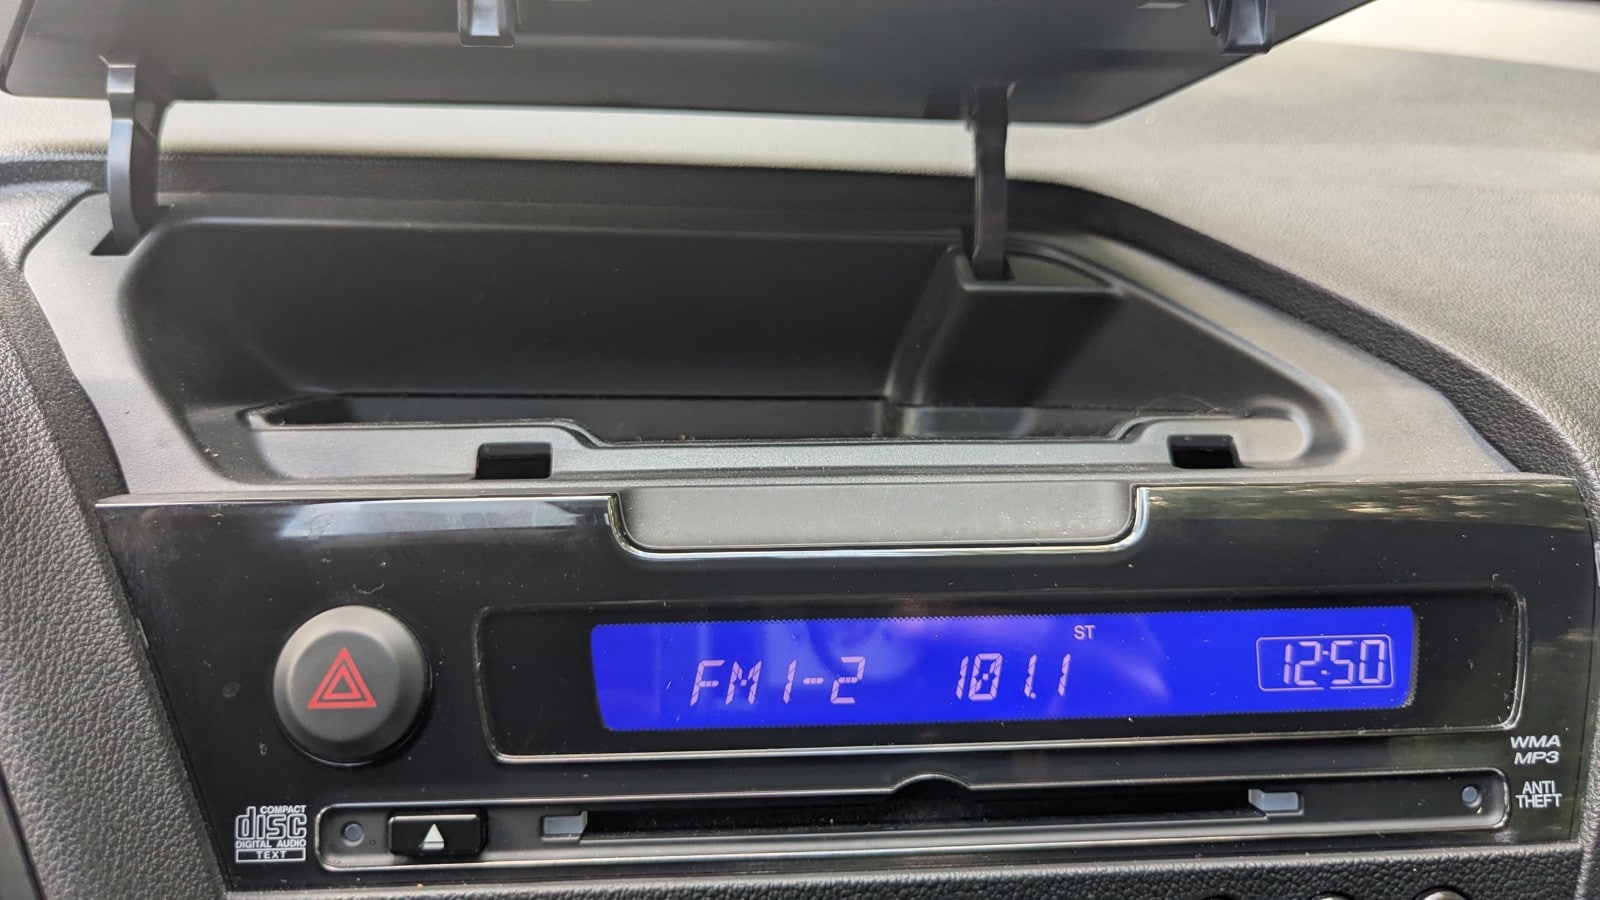 ST
FM1-2 101.1 12:50
WMA
MP3
ANTI
THEFT
COMPACT
disc
DIGITAL AUDIO
TEXT